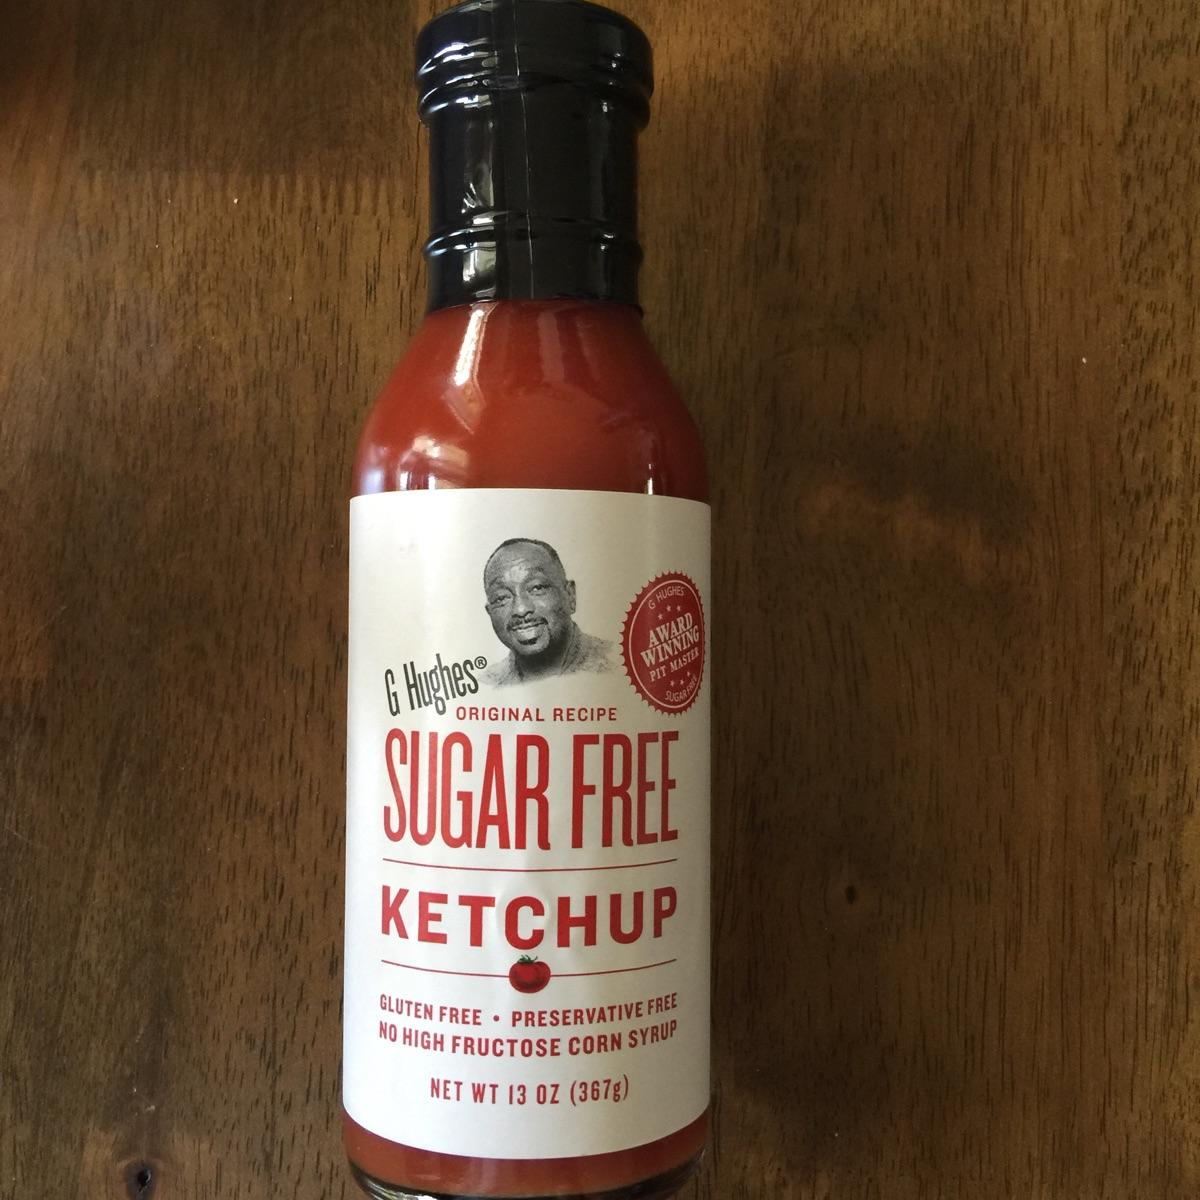 G HUGHES
AWARD
WINNING
PIT MASTER
SUGAR FREE
G Hughes®
ORIGINAL RECIPE
SUGAR FREE
KETCHUP
GLUTEN FREE • PRESERVATIVE FREE
NO HIGH FRUCTOSE CORN SYRUP
NET WT 13 OZ (367g)